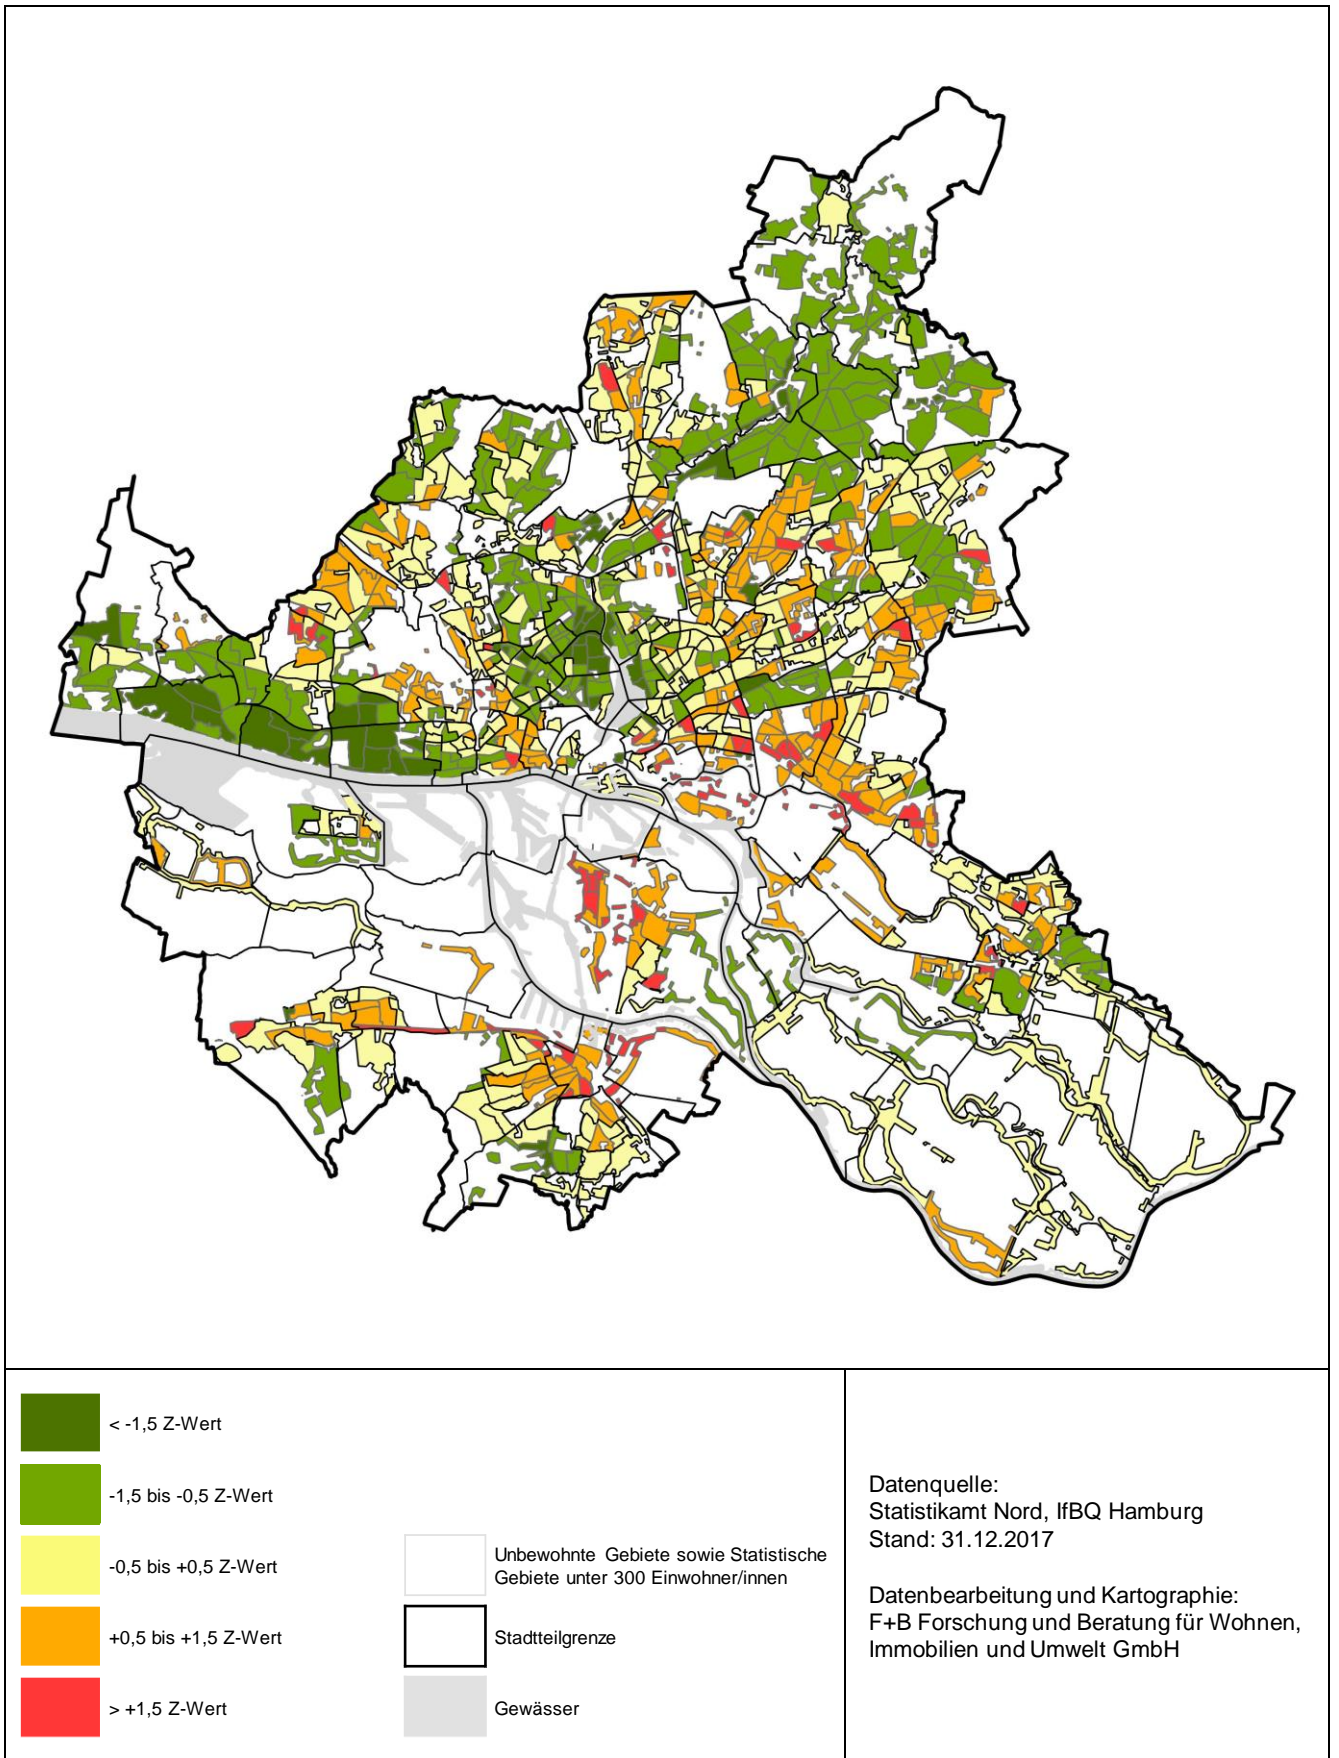 < -1,5 Z-Wert
-1,5 bis -0,5 Z-Wert
-0,5 bis +0,5 Z-Wert
+0,5 bis +1,5 Z-Wert
> +1,5 Z-Wert
Unbewohnte Gebiete sowie Statistische
Gebiete unter 300 Einwohner/innen
Stadtteilgrenze
Gewässer
Datenquelle:
Statistikamt Nord, IfBQ Hamburg
Stand: 31.12.2017
Datenbearbeitung und Kartographie:
F+B Forschung und Beratung für Wohnen,
Immobilien und Umwelt GmbH